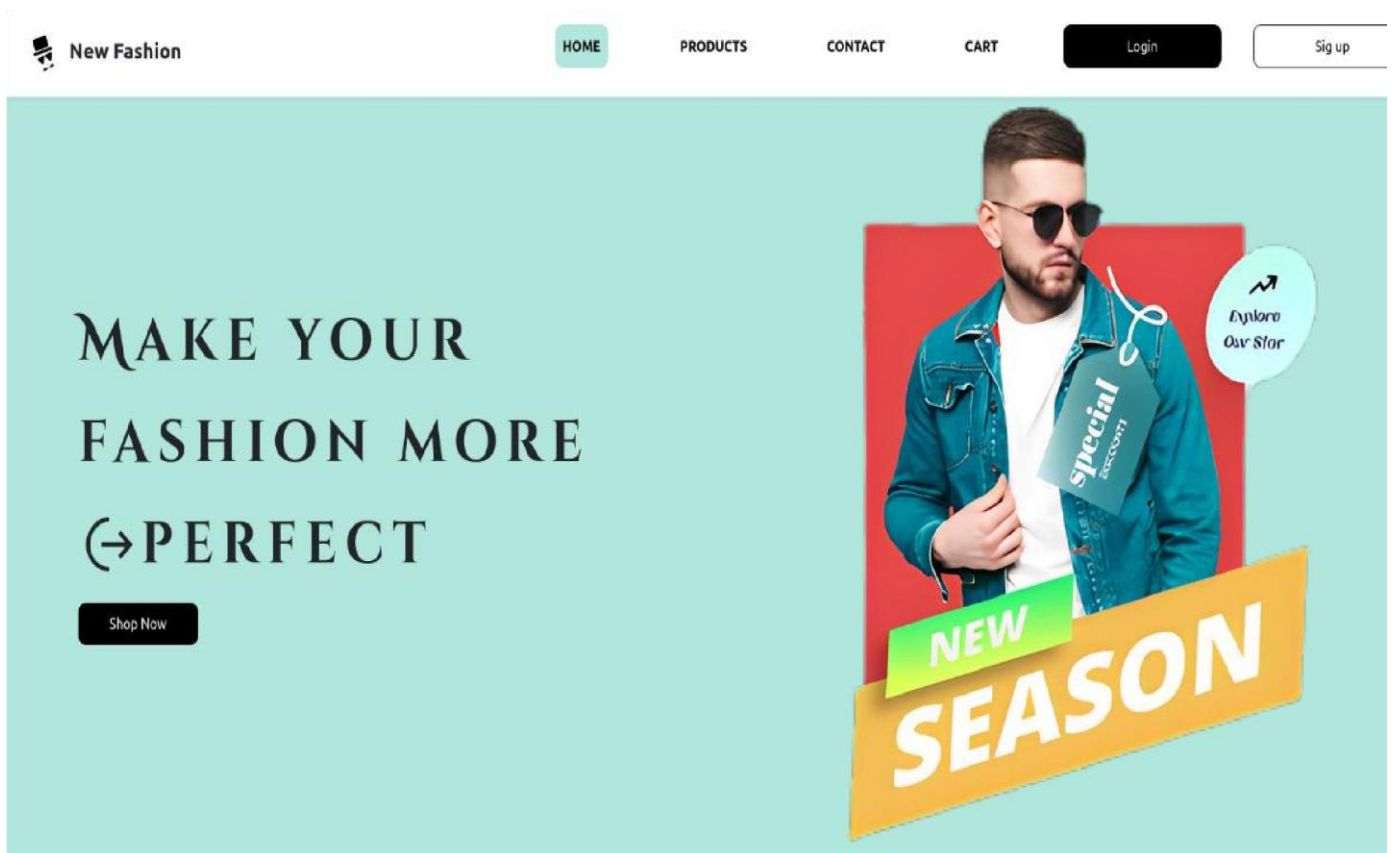 New Fashion
HOME
PRODUCTS
CONTACT
CART
Login
Sig up
MAKE YOUR
FASHION MORE
PERFECT
Shop Now
Our
special
NEW
SEASON